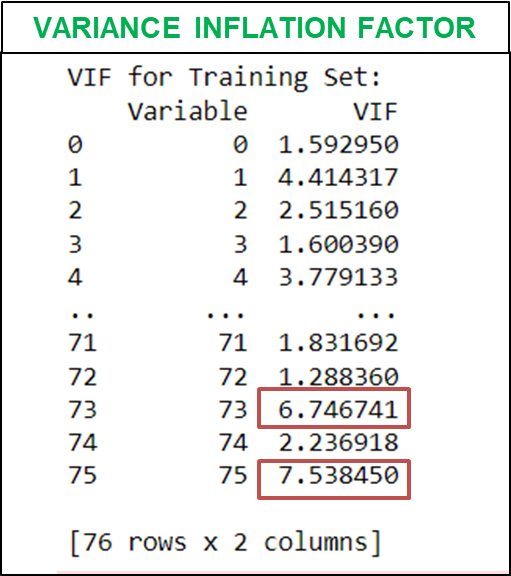 VARIANCE INFLATION FACTOR
VIF for Training Set:
Variable VIF
0 0 1.592950
1 1 4.414317
2 2 2.515160
3 3 1.600390
4 4 3.779133
.. ... ...
71 71 1.831692
72 72 1.288360
73 73 6.746741
74 74 2.236918
75 75 7.538450
[76 rows x 2 columns]